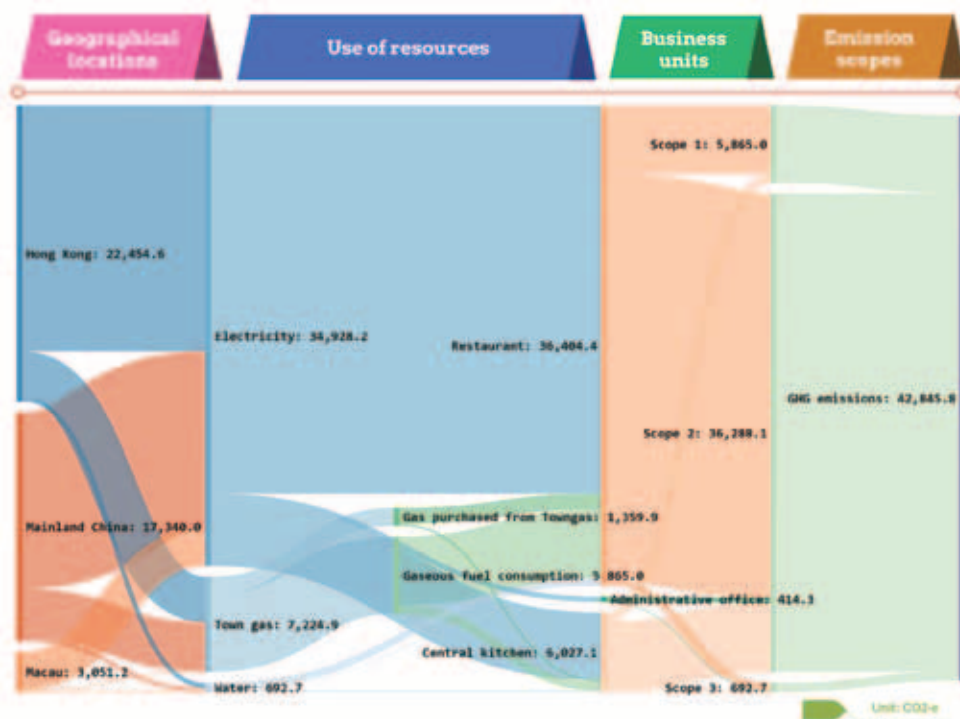 Geographical
locations
Use of resources
Business
units
Emission
scopes
Scope 1: 5,865.0
Hong Kong: 22,454.6
Electricity: 34,928.2
Restaurant: 36,404.4
GHG emissions: 42,845.8
Scope 2: 36,288.1
Gas purchased from Towngas: 1,359.9
Mainland China: 17,340.0
Gaseous fuel consumption: 5,865.0
Administrative office: 414.3
Town gas: 7,224.9
Central kitchen: 6,027.1
Macau: 3,051.2
Water: 692.7
Scope 3: 692.7
Unit: CO2-e